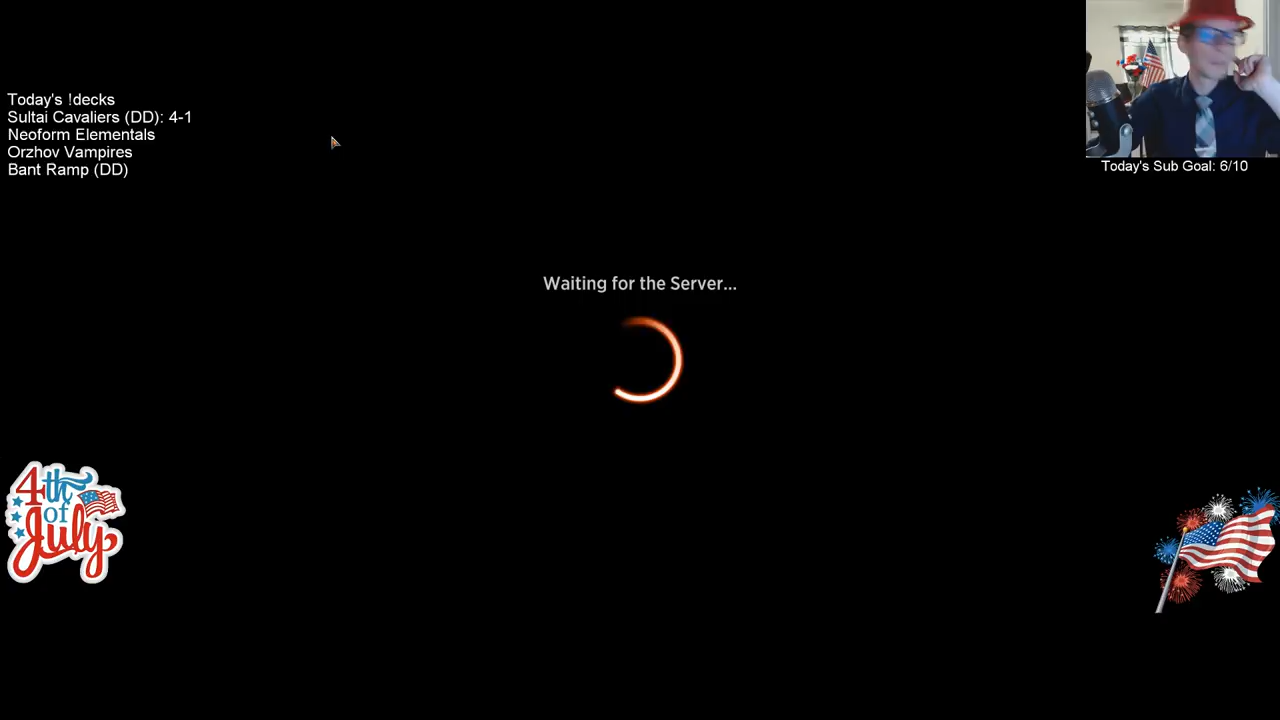 Today's !decks
Sultai Cavaliers (DD): 4-1
Neoform Elementals
Orzhov Vampires
Bant Ramp (DD)
Today's Sub Goal: 6/10
Waiting for the Server...
4th
of
July